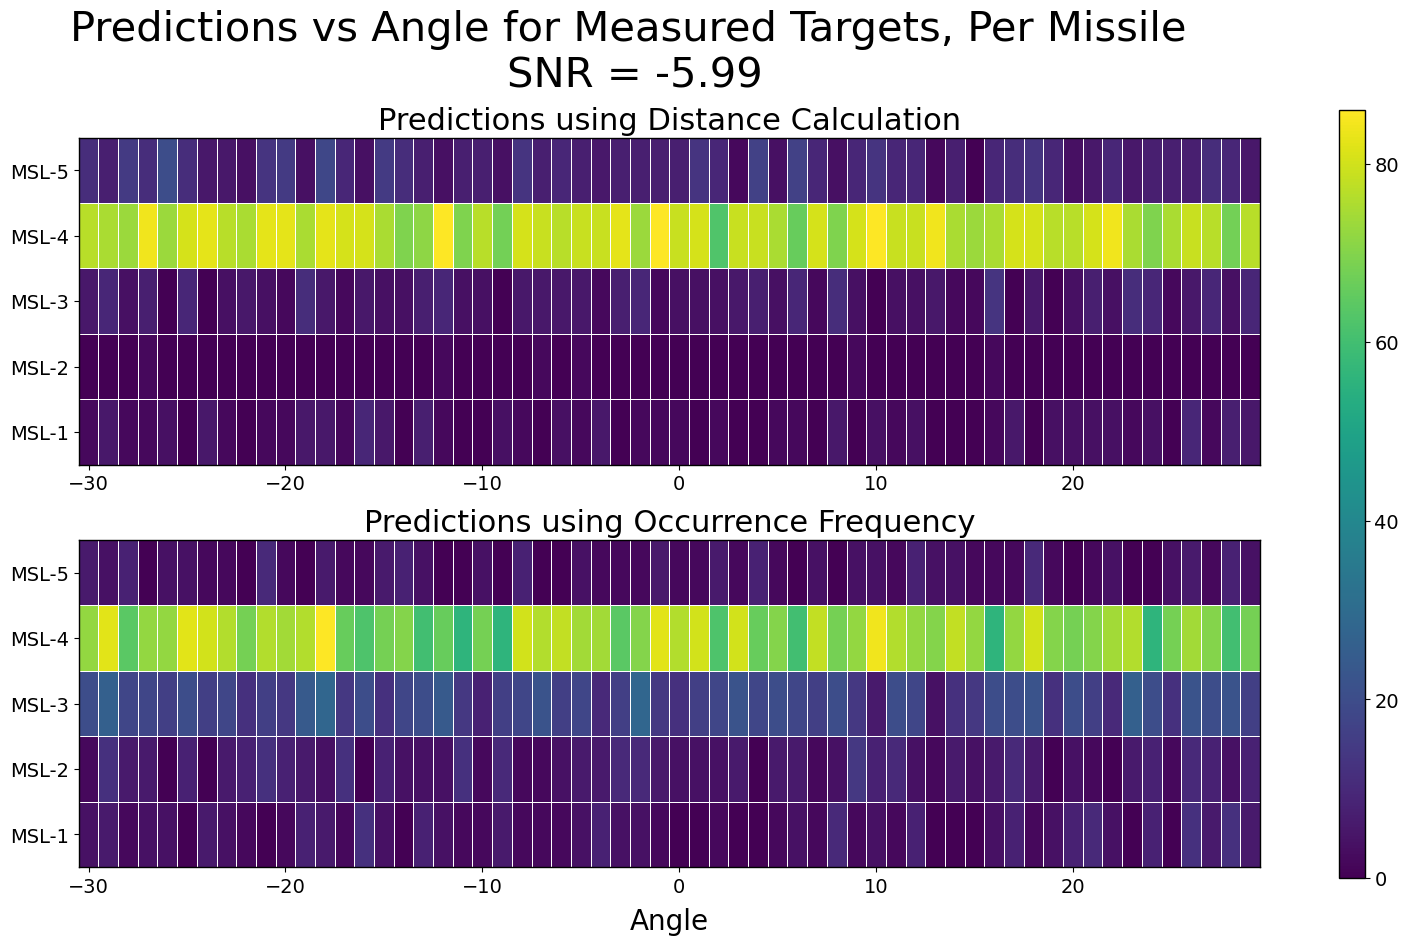 Predictions vs Angle for Measured Targets, Per Missile
SNR = -5.99
Predictions using Distance Calculation
MSL-5
MSL-4
MSL-3
MSL-2
MSL-1
−30 −20 −10 0 10 20
Predictions using Occurrence Frequency
MSL-5
MSL-4
MSL-3
MSL-2
MSL-1
−30 −20 −10 0 10 20
Angle
80
60
40
20
0